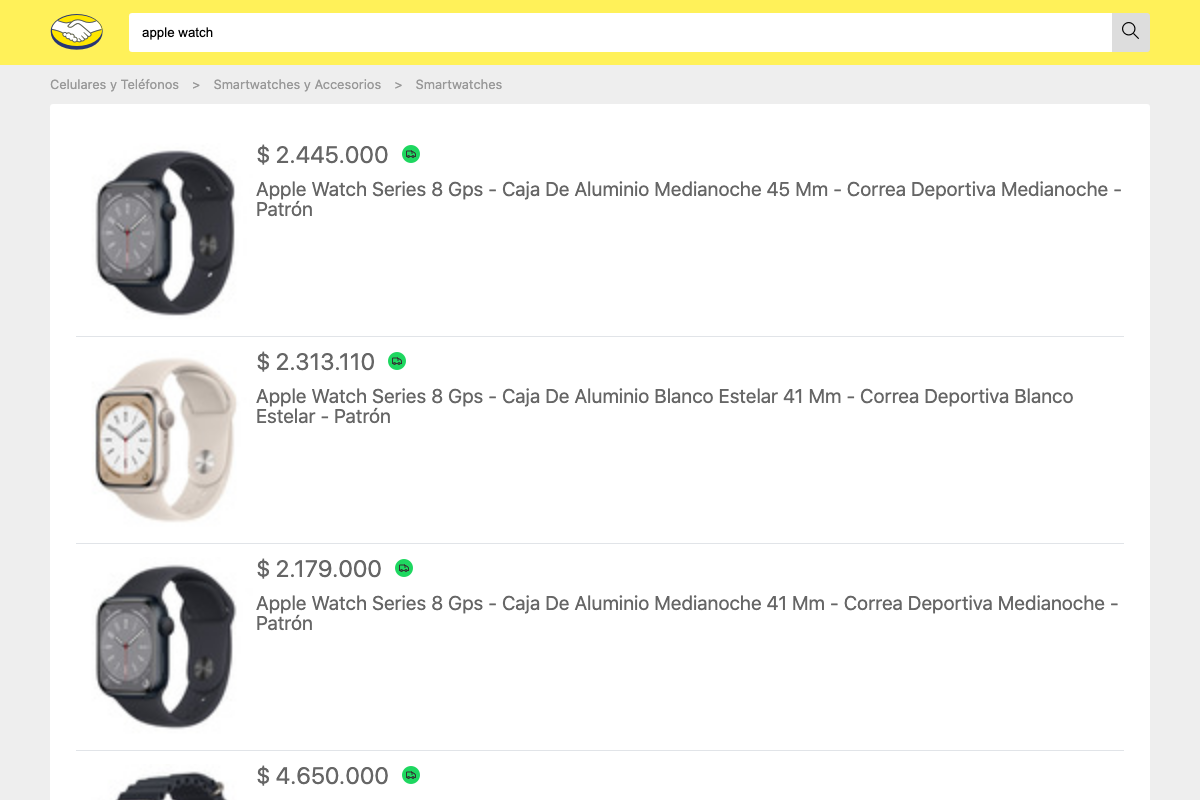 apple watch
Celulares y Teléfonos > Smartwatches y Accesorios > Smartwatches
$ 2.445.000
Apple Watch Series 8 Gps - Caja De Aluminio Medianoche 45 Mm - Correa Deportiva Medianoche -
Patrón
$ 2.313.110
Apple Watch Series 8 Gps - Caja De Aluminio Blanco Estelar 41 Mm - Correa Deportiva Blanco
Estelar - Patrón
$ 2.179.000
Apple Watch Series 8 Gps - Caja De Aluminio Medianoche 41 Mm - Correa Deportiva Medianoche -
Patrón
$ 4.650.000